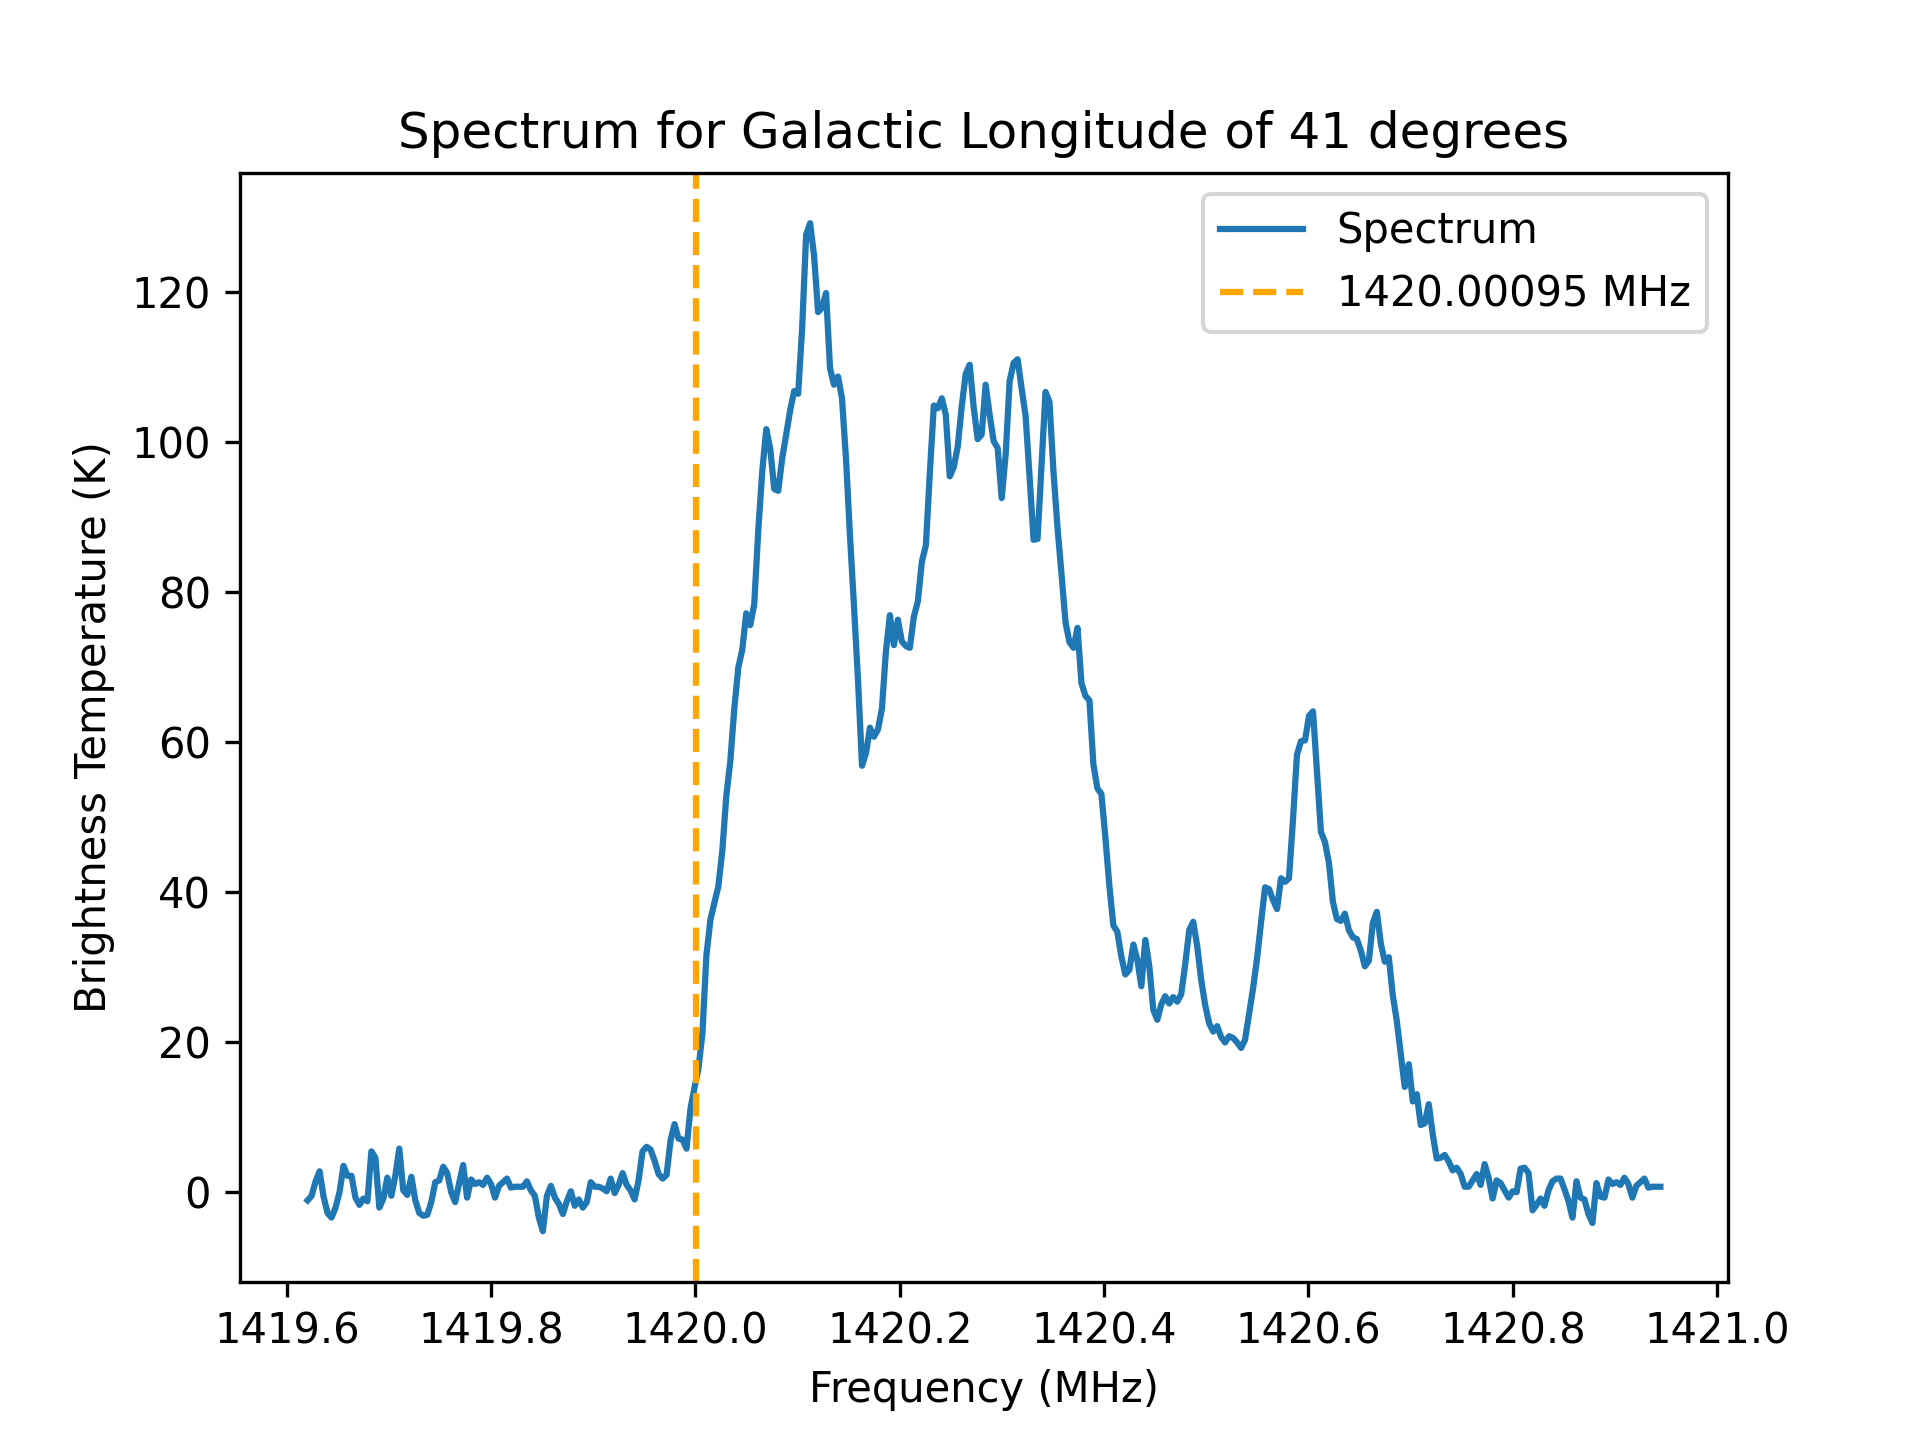 Spectrum for Galactic Longitude of 41 degrees
Spectrum
1420.00095 MHz
Brightness Temperature (K)
120
100
80
60
40
20
0
1419.6 1419.8 1420.0 1420.2 1420.4 1420.6 1420.8 1421.0
Frequency (MHz)